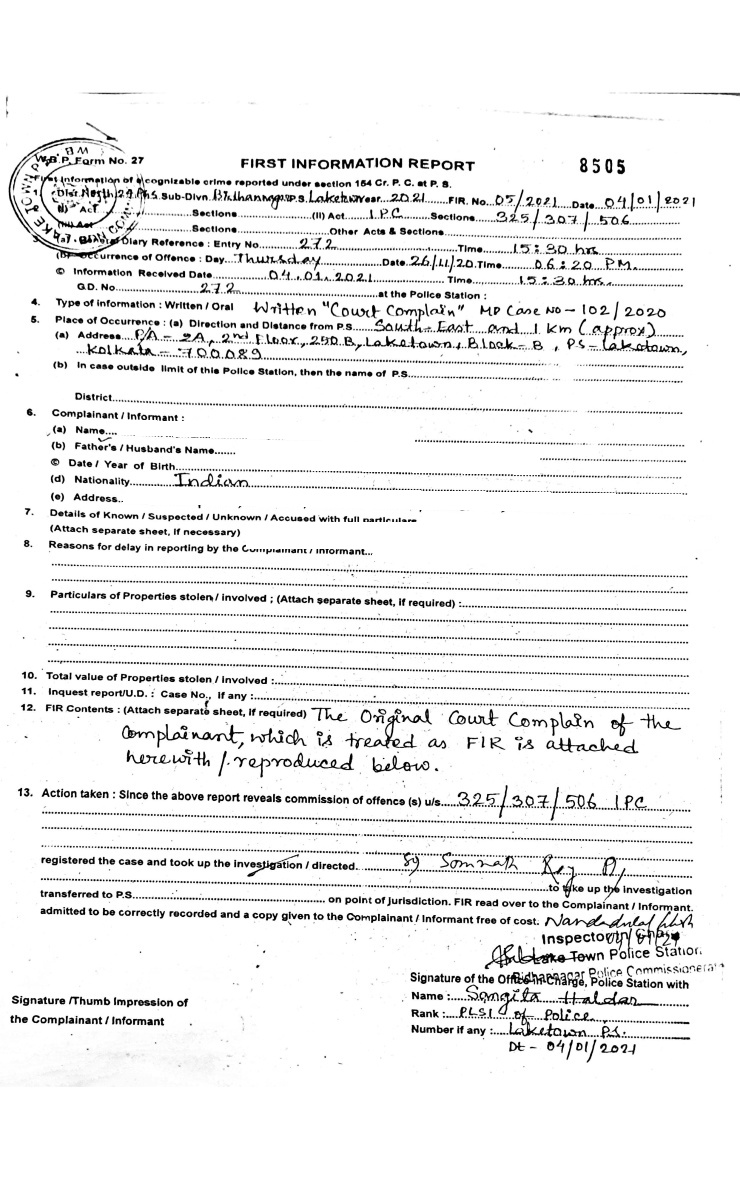 W.B.P. Form No. 27
FIRST INFORMATION REPORT
8505
First Information of a cognizable crime reported under section 154 Cr. P. C. at P. S.
1. Dist. North 24 Pgs Sub-Divn. Bidhannagar P.S. Laketown Year 2021 FIR. No. 05/2021 Date 04/01/2021
Sections (II) Act IPC Sections 325/307/506
Sections Other Acts & Sections
Diary Reference : Entry No. 272 Time 15:30 hrs
(b) Occurrence of Offence : Day Thursday Date 26/11/20 Time 06:20 PM.
© Information Received Date 04.01.2021 Time 15:30 hrs.
G.D. No. 272 at the Police Station :
4. Type of information : Written / Oral Written "Court Complain" MP Case No - 102/2020
5. Place of Occurrence : (a) Direction and Distance from P.S. South-East and 1 Km (approx)
(a) Address P/A - 2A, 2nd Floor, 250 B, Laketown, Block-B, PS-Laketown,
Kolkata - 700089
(b) In case outside limit of this Police Station, then the name of P.S.
District
6. Complainant / Informant :
(a) Name
(b) Father's / Husband's Name
© Date / Year of Birth
(d) Nationality Indian
(e) Address
7. Details of Known / Suspected / Unknown / Accused with full particulars
(Attach separate sheet, if necessary)
8. Reasons for delay in reporting by the Complainant / Informant
9. Particulars of Properties stolen / involved ; (Attach separate sheet, if required) :
10. Total value of Properties stolen / involved :
11. Inquest report/U.D. : Case No., if any :
12. FIR Contents : (Attach separate sheet, if required) The Original Court Complain of the
Complainant, which is treated as FIR is attached
herewith / reproduced below.
13. Action taken : Since the above report reveals commission of offence (s) u/s 325/307/506 IPC
registered the case and took up the investigation / directed. SI Somnath Roy
to take up the investigation
transferred to P.S. on point of jurisdiction. FIR read over to the Complainant / Informant.
admitted to be correctly recorded and a copy given to the Complainant / Informant free of cost.
Inspector
Lake Town Police Station
Bidhannagar Police Commissionerate
Signature of the Officer-in-Charge, Police Station with
Name : Sangita Haldar
Signature /Thumb Impression of
Rank : PLSI of Police
the Complainant / Informant
Number if any : Laketown P.S.
Dt - 04/01/2021